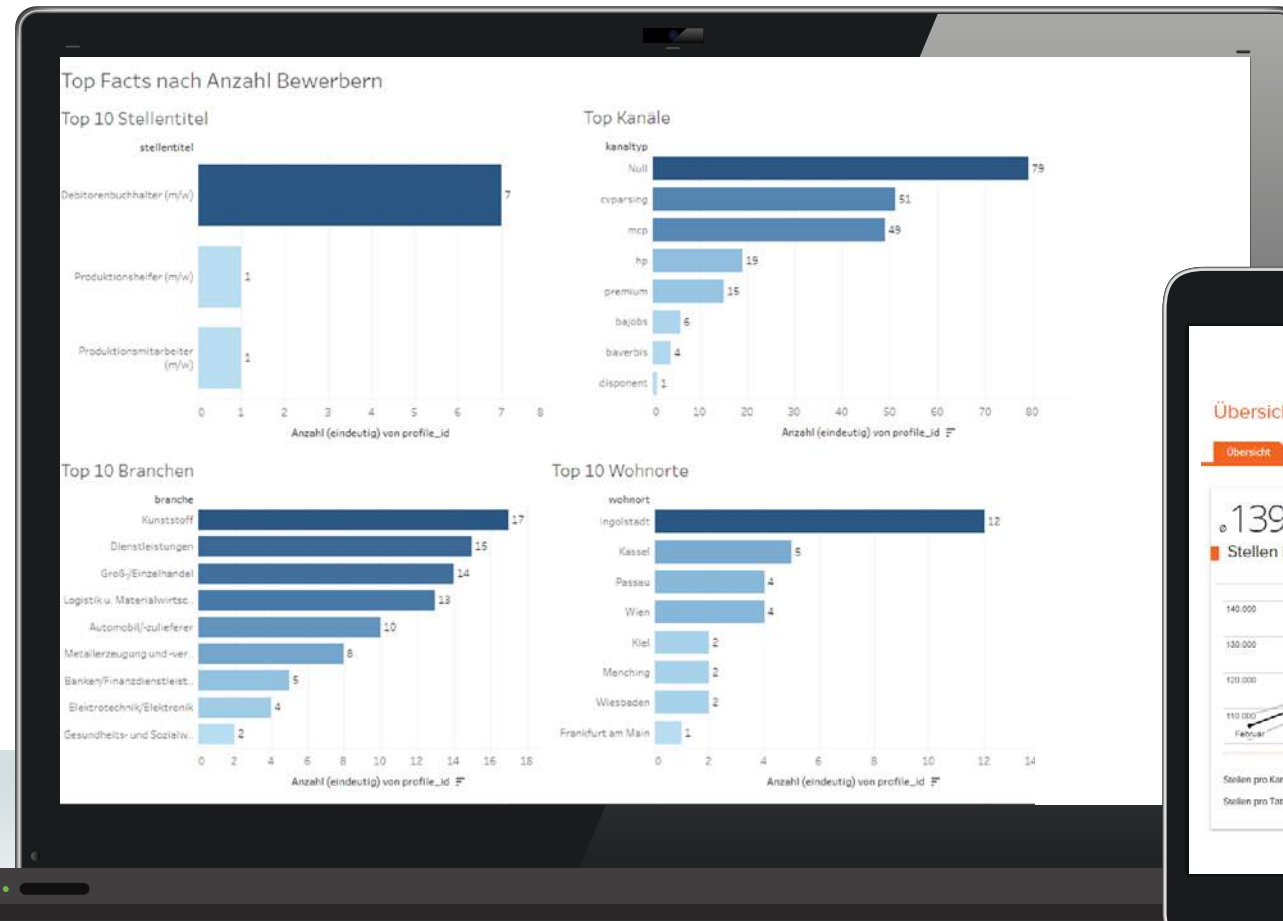 Top Facts nach Anzahl Bewerbern
Top 10 Stellentitel
stellentitel
Debitorenbuchhalter (m/w)
7
Produktionshelfer (m/w)
1
Produktionsmitarbeiter
(m/w)
1
0 1 2 3 4 5 6 7 8
Anzahl (eindeutig) von profile_id
Top Kanäle
kanaltyp
Null 79
cvparsing 51
mcp 49
hp 19
premium 15
bajobs 6
baverbis 4
disponent 1
0 10 20 30 40 50 60 70 80
Anzahl (eindeutig) von profile_id
Top 10 Branchen
branche
Kunststoff 17
Dienstleistungen 15
Groß-/Einzelhandel 14
Logistik u. Materialwirtsc.. 13
Automobil/-zulieferer 10
Metallerzeugung und -ver.. 8
Banken/Finanzdienstleist.. 5
Elektrotechnik/Elektronik 4
Gesundheits- und Sozialw.. 2
0 2 4 6 8 10 12 14 16 18
Anzahl (eindeutig) von profile_id
Top 10 Wohnorte
wohnort
Ingolstadt 12
Kassel 5
Passau 4
Wien 4
Kiel 2
Manching 2
Wiesbaden 2
Frankfurt am Main 1
0 2 4 6 8 10 12 14
Anzahl (eindeutig) von profile_id
Übersich
Übersicht
ø 139
Stellen
140.000
130.000
120.000
110.000
Februar
Stellen pro Kan
Stellen pro Tät